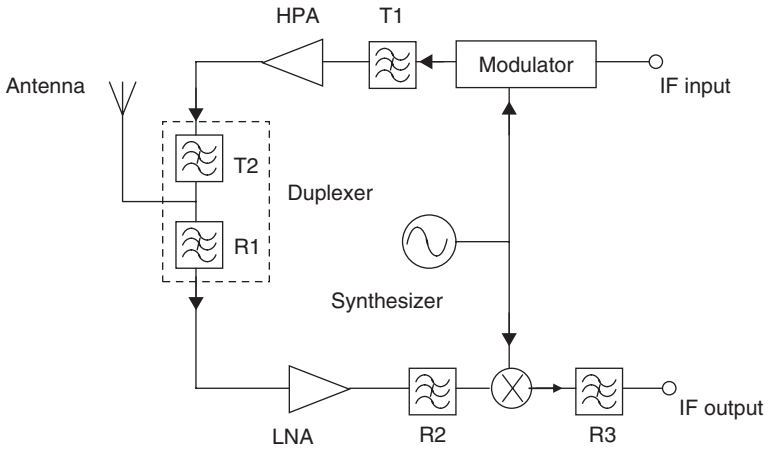 HPA
T1
Modulator
IF input
Antenna
T2
Duplexer
R1
Synthesizer
LNA
R2
R3
IF output